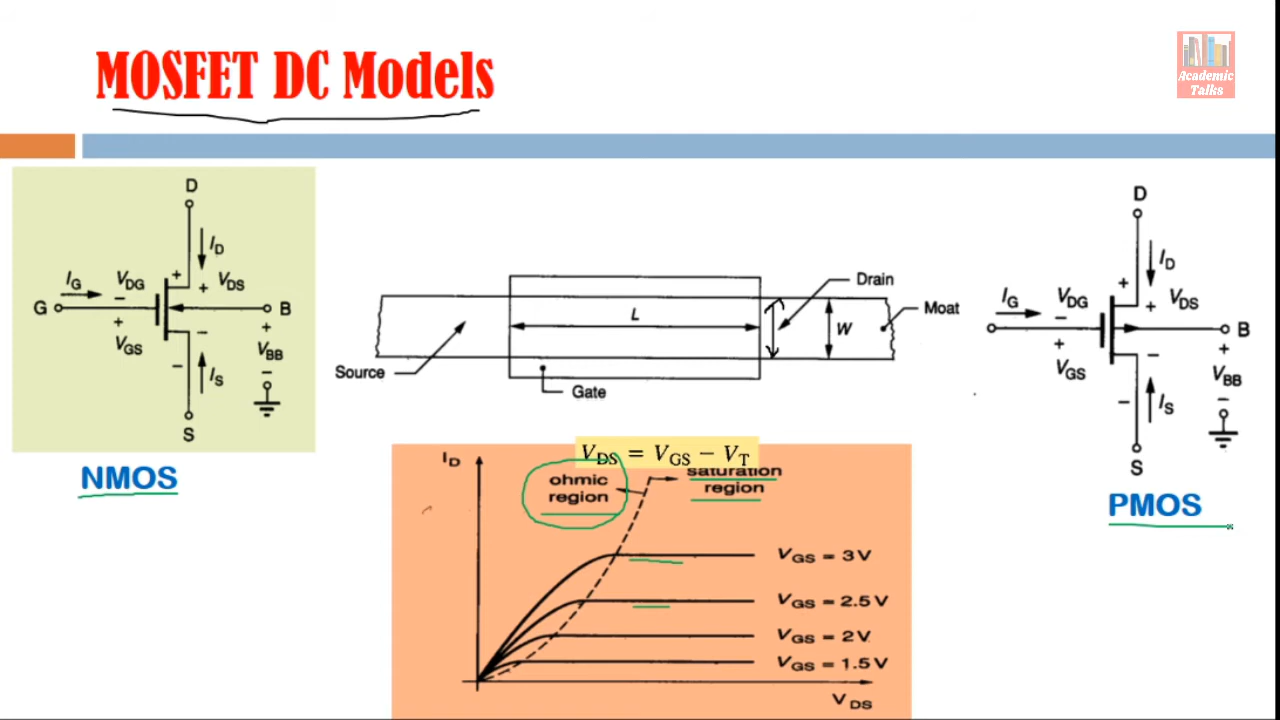 MOSFET DC Models
Academic
Talks
D
I_D
I_G
V_DG
+
−
+
V_DS
G
B
+
V_GS
−
−
+
V_BB
−
I_S
S
NMOS
L
Drain
W
Moat
Source
Gate
D
I_D
+
I_G
V_DG
−
+
V_DS
B
+
V_GS
−
−
+
V_BB
−
I_S
S
PMOS
V_DS = V_GS − V_T
I_D
ohmic
region
saturation
region
V_GS = 3V
V_GS = 2.5V
V_GS = 2V
V_GS = 1.5V
V_DS